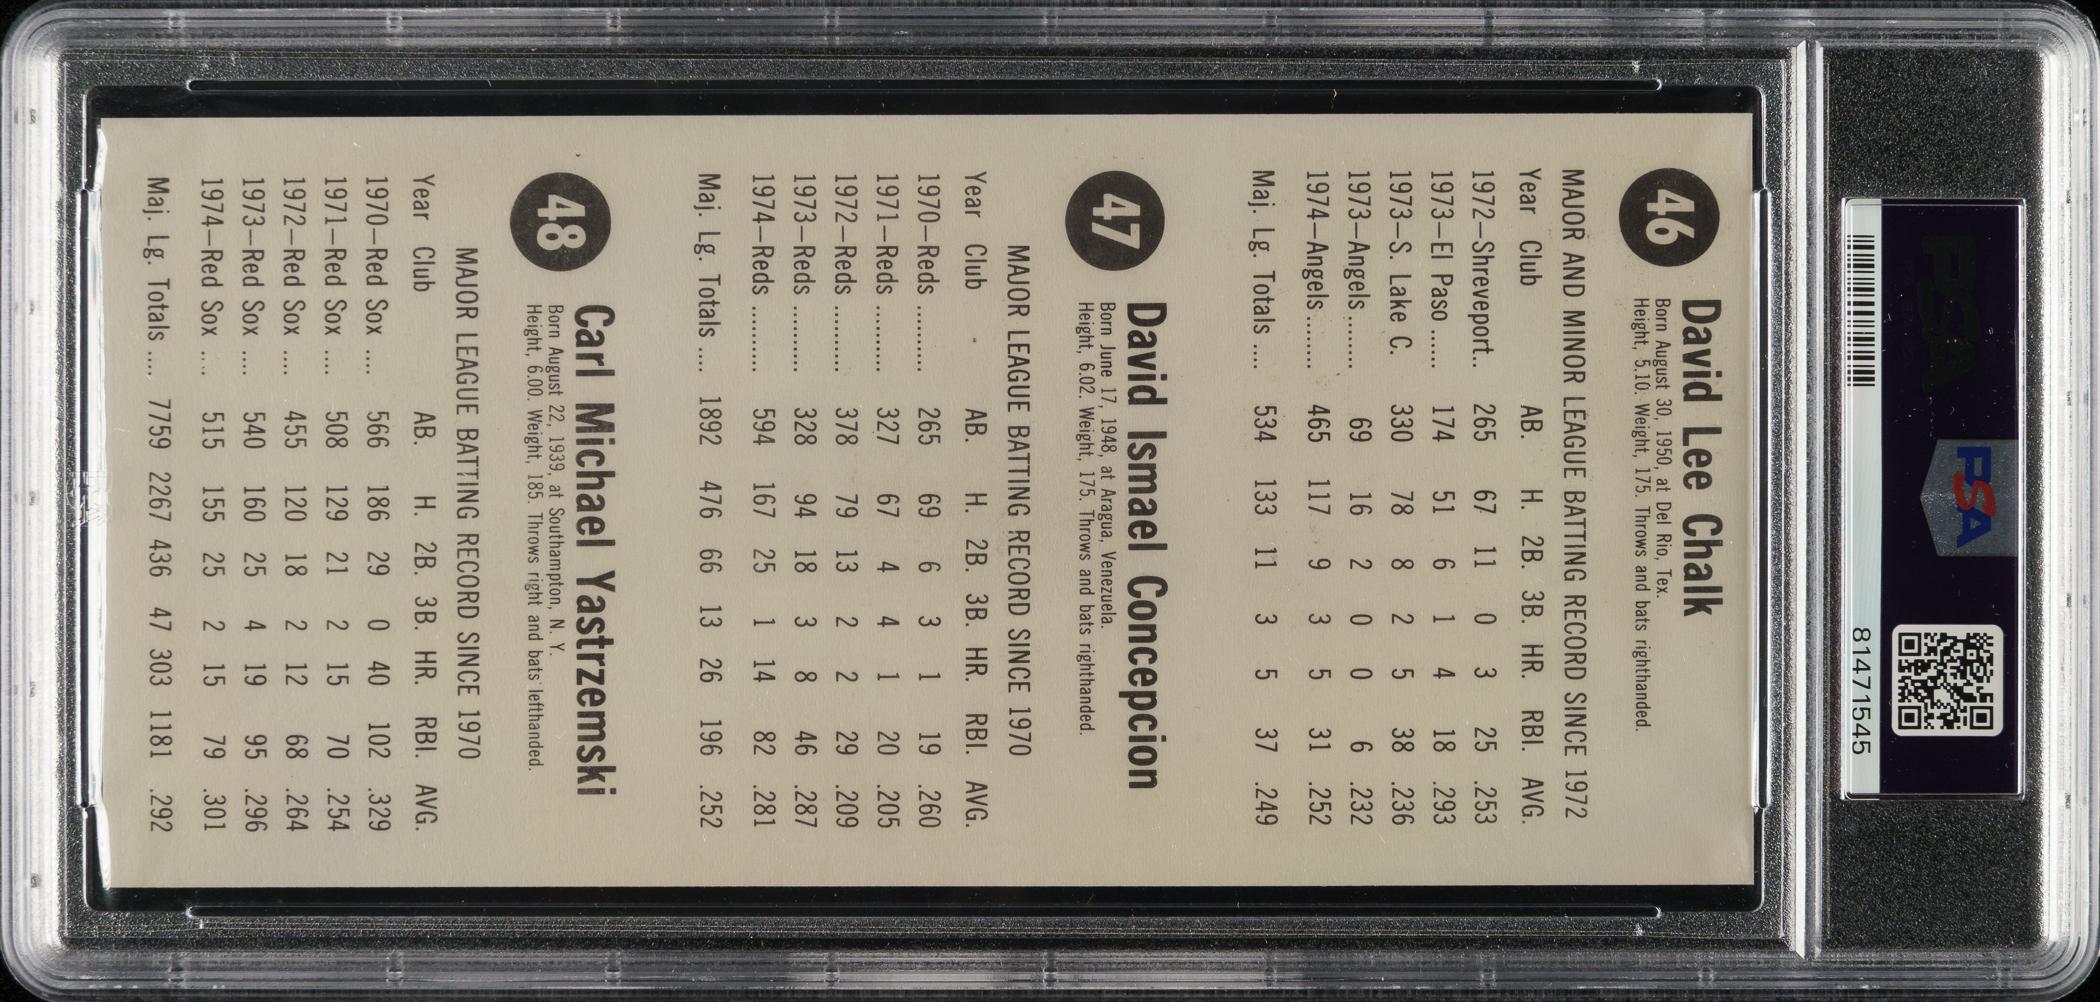 46 David Lee Chalk
Born August 30, 1950, at Del Rio, Tex.
Height, 5.10. Weight, 175. Throws and bats righthanded.
MAJOR AND MINOR LEAGUE BATTING RECORD SINCE 1972
Year Club AB. H. 2B. 3B. HR. RBI. AVG.
1972—Shreveport.. 265 67 11 0 3 25 .253
1973—El Paso ...... 174 51 6 1 4 18 .293
1973—S. Lake C. 330 78 8 2 5 38 .236
1973—Angels ........ 69 16 2 0 0 6 .232
1974—Angels ........ 465 117 9 3 5 31 .252
Maj. Lg. Totals .... 534 133 11 3 5 37 .249
47 David Ismael Concepcion
Born June 17, 1948, at Aragua, Venezuela.
Height, 6.02. Weight, 175. Throws and bats righthanded.
MAJOR LEAGUE BATTING RECORD SINCE 1970
Year Club AB. H. 2B. 3B. HR. RBI. AVG.
1970—Reds .......... 265 69 6 3 1 19 .260
1971—Reds .......... 327 67 4 4 1 20 .205
1972—Reds .......... 378 79 13 2 2 29 .209
1973—Reds .......... 328 94 18 3 8 46 .287
1974—Reds .......... 594 167 25 1 14 82 .281
Maj. Lg. Totals .... 1892 476 66 13 26 196 .252
48 Carl Michael Yastrzemski
Born August 22, 1939, at Southampton, N. Y.
Height, 6.00. Weight, 185. Throws right and bats lefthanded.
MAJOR LEAGUE BATTING RECORD SINCE 1970
Year Club AB. H. 2B. 3B. HR. RBI. AVG.
1970—Red Sox .... 566 186 29 0 40 102 .329
1971—Red Sox .... 508 129 21 2 15 70 .254
1972—Red Sox .... 455 120 18 2 12 68 .264
1973—Red Sox .... 540 160 25 4 19 95 .296
1974—Red Sox .... 515 155 25 2 15 79 .301
Maj. Lg. Totals .... 7759 2267 436 47 303 1181 .292
PSA
PSA
81471545